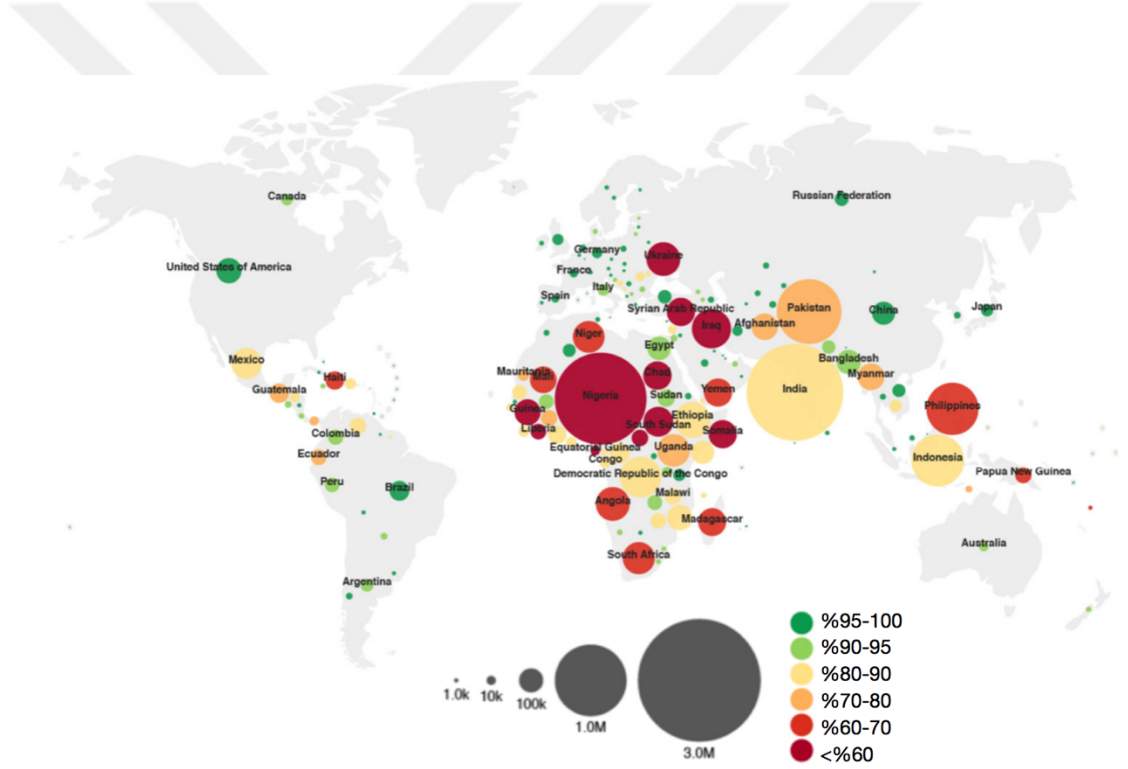 Canada
Russian Federation
Germany
Ukraine
United States of America
France
Italy
Spain
Syrian Arab Republic
Pakistan
China
Japan
Iraq
Afghanistan
Niger
Egypt
Mexico
Bangladesh
Mauritania
Mali
Chad
Myanmar
Haiti
Guatemala
Nigeria
Sudan
Yemen
India
Guinea
Ethiopia
Philippines
Liberia
South Sudan
Somalia
Colombia
Equatorial Guinea
Uganda
Ecuador
Congo
Indonesia
Democratic Republic of the Congo
Papua New Guinea
Peru
Brazil
Malawi
Angola
Madagascar
Australia
South Africa
Argentina
1.0k
10k
100k
1.0M
3.0M
%95-100
%90-95
%80-90
%70-80
%60-70
<%60